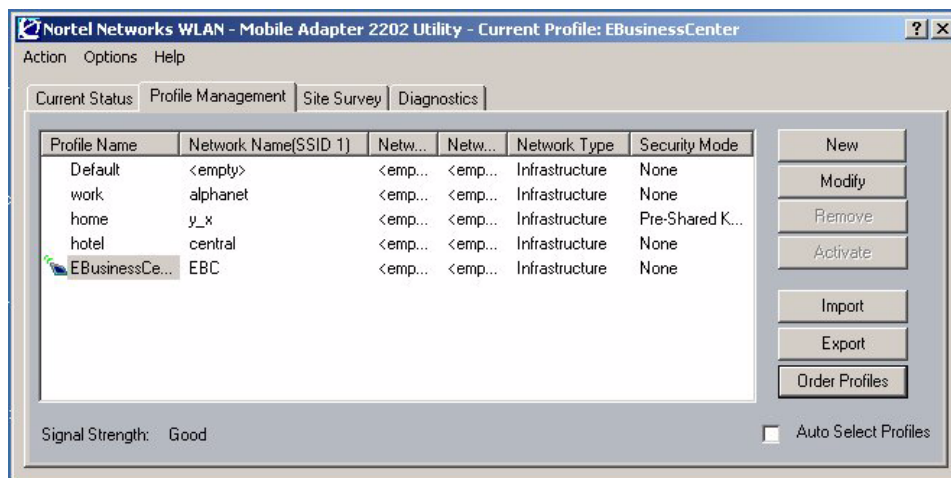 Nortel Networks WLAN - Mobile Adapter 2202 Utility - Current Profile: EBusinessCenter
Action Options Help
Current Status Profile Management Site Survey Diagnostics
Profile Name Network Name(SSID 1) Netw... Netw... Network Type Security Mode
Default <empty> <emp... <emp... Infrastructure None
work alphanet <emp... <emp... Infrastructure None
home y_x <emp... <emp... Infrastructure Pre-Shared K...
hotel central <emp... <emp... Infrastructure None
EBusinessCe... EBC <emp... <emp... Infrastructure None
New
Modify
Remove
Activate
Import
Export
Order Profiles
Signal Strength: Good
Auto Select Profiles